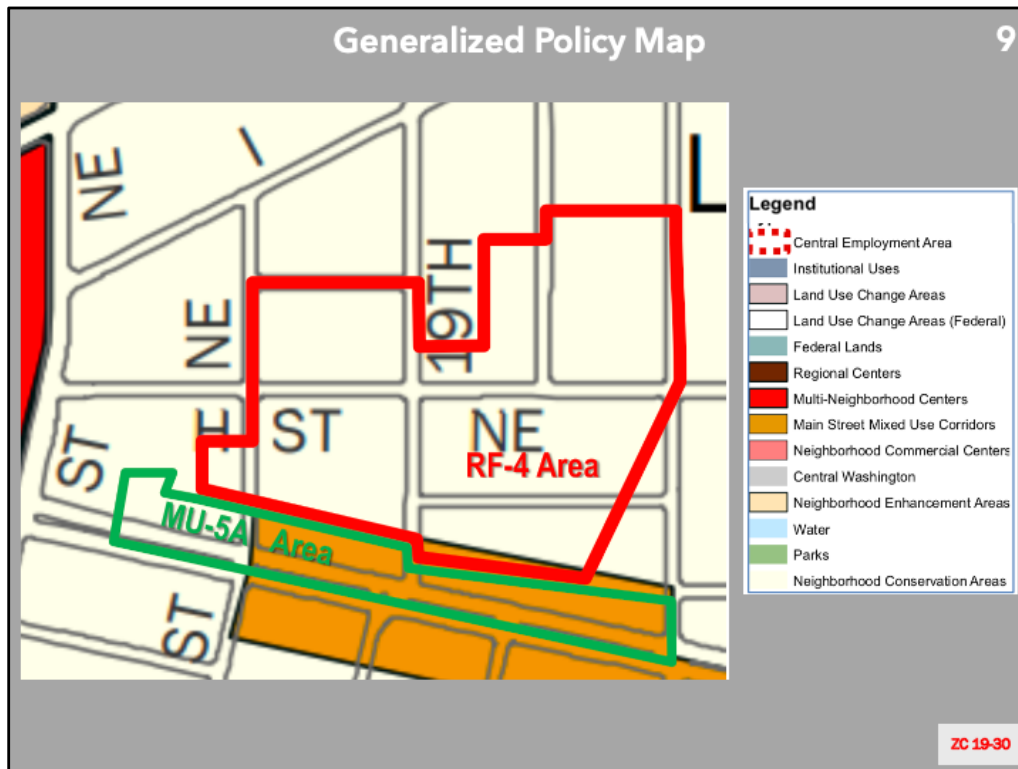 Generalized Policy Map
9
NE
I
NE
19TH
H ST NE
ST
RF-4 Area
MU-5A Area
ST
L
Legend
Central Employment Area
Institutional Uses
Land Use Change Areas
Land Use Change Areas (Federal)
Federal Lands
Regional Centers
Multi-Neighborhood Centers
Main Street Mixed Use Corridors
Neighborhood Commercial Centers
Central Washington
Neighborhood Enhancement Areas
Water
Parks
Neighborhood Conservation Areas
ZC 19-30